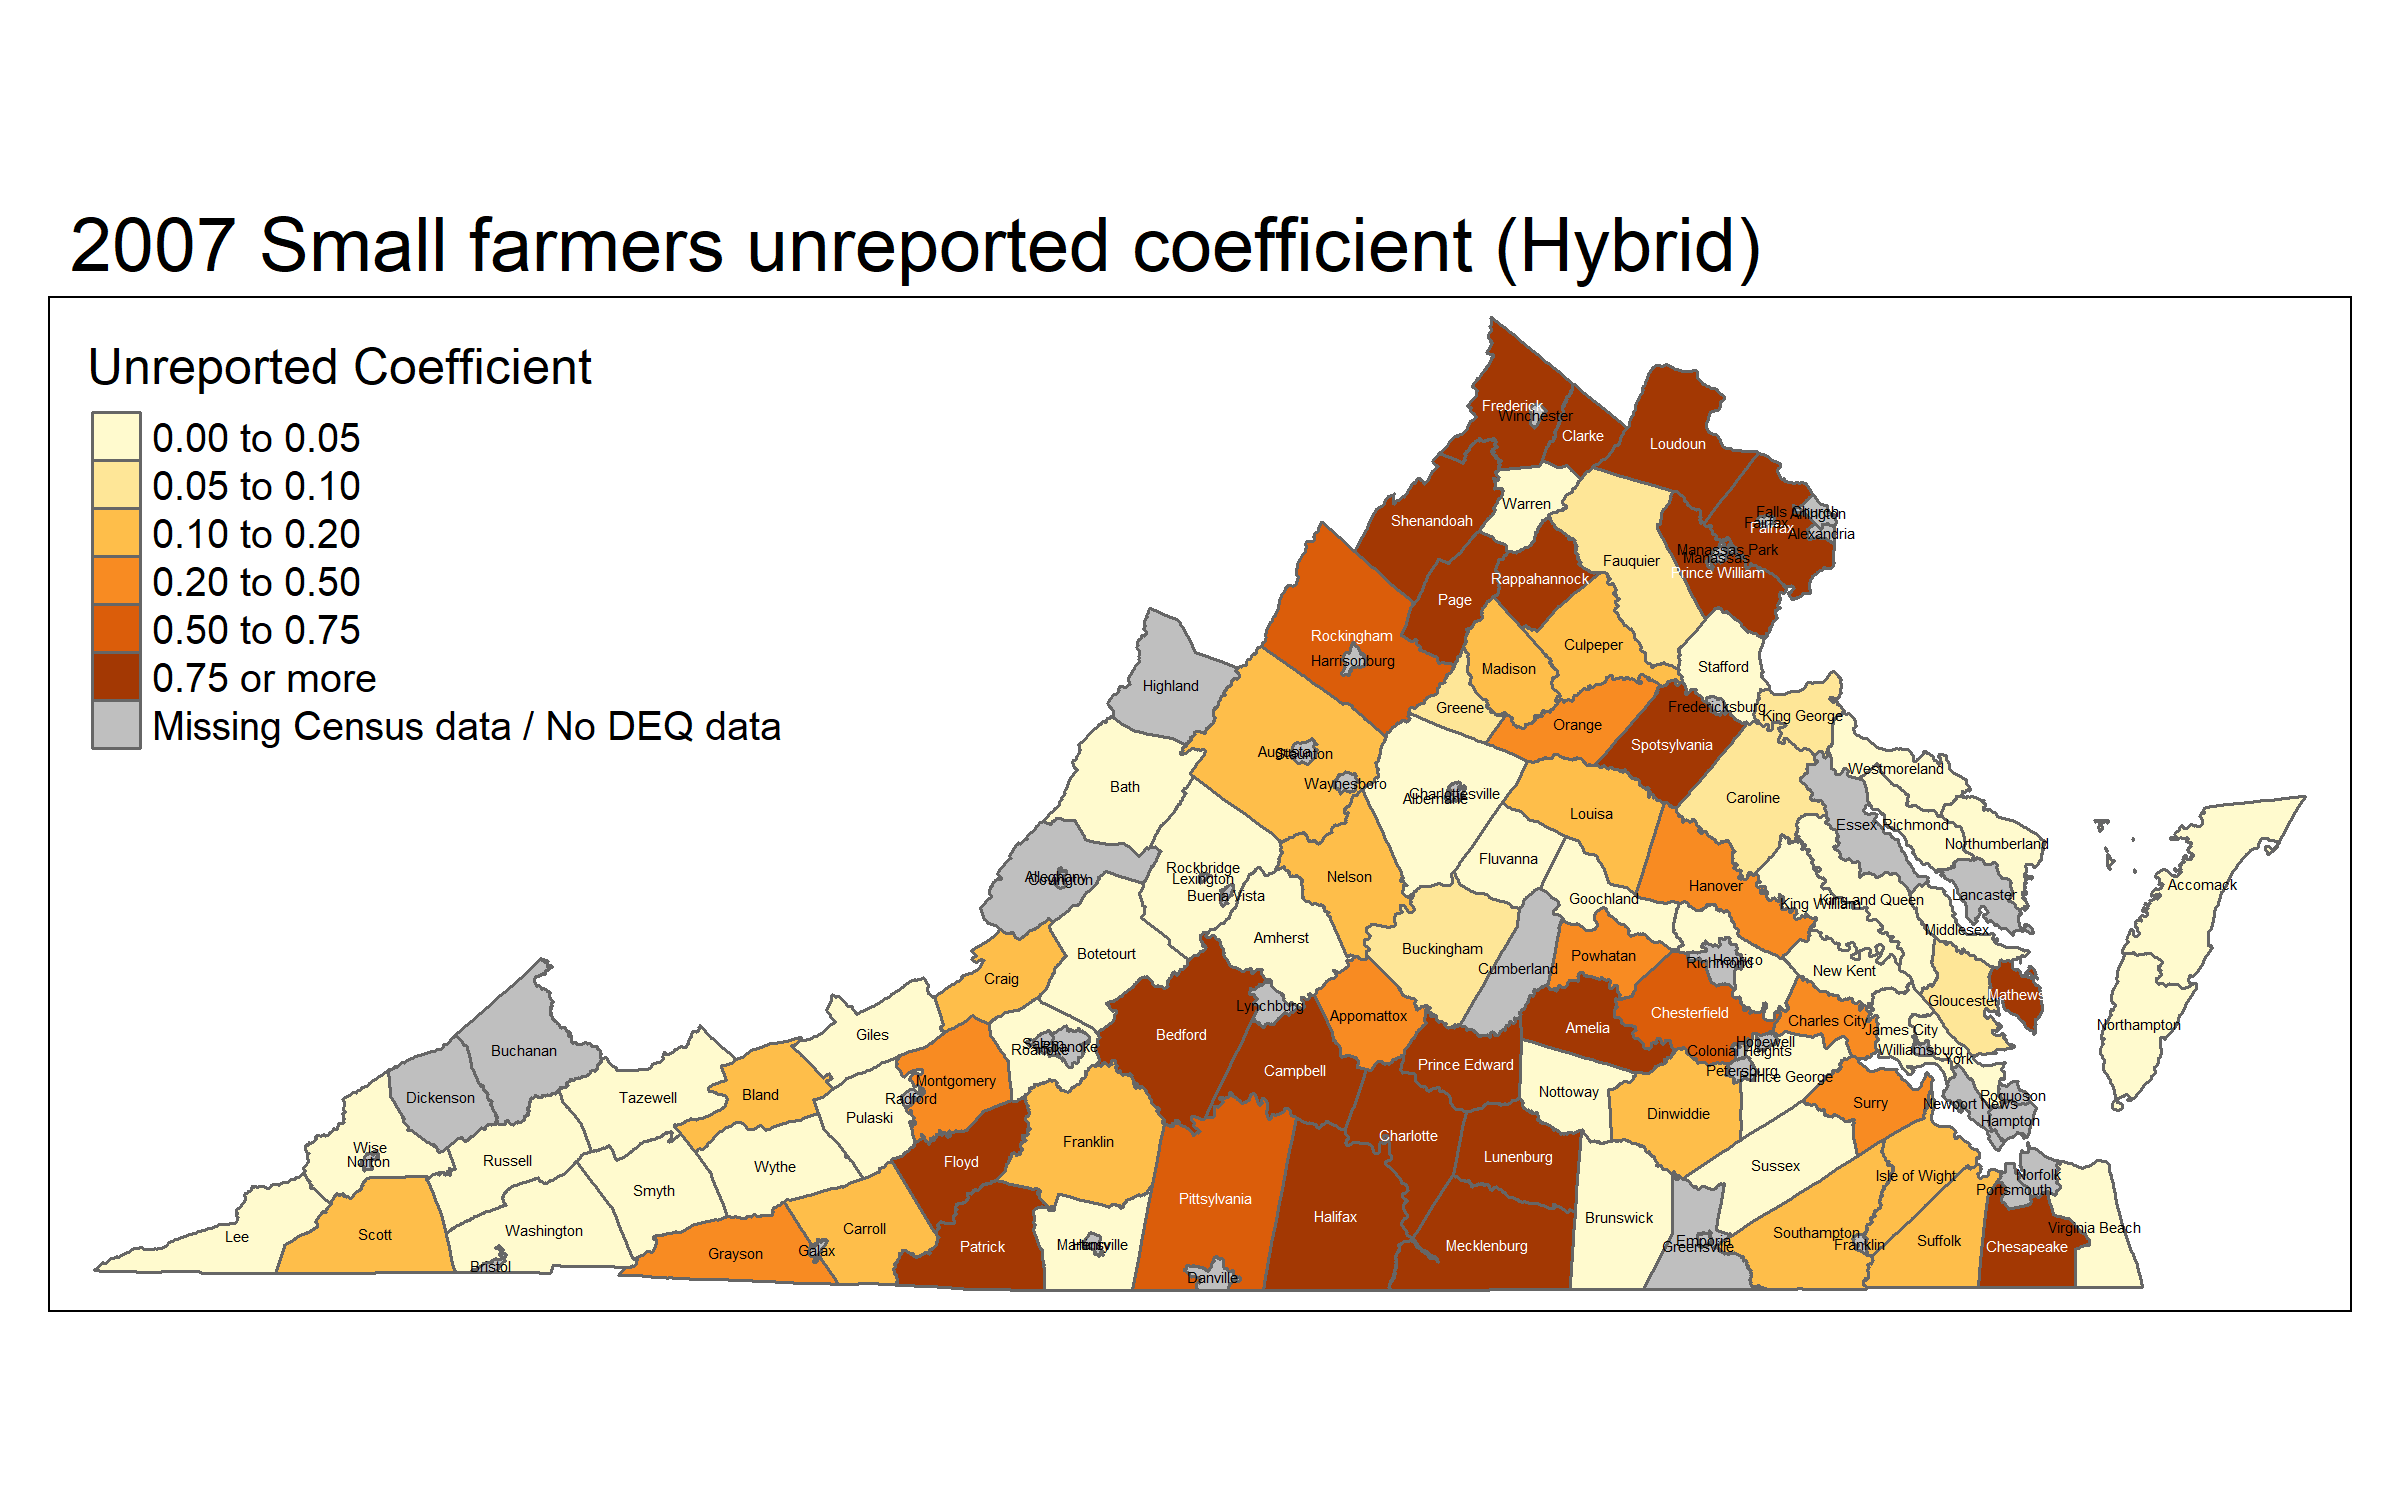 2007 Small farmers unreported coefficient (Hybrid)
Unreported Coefficient
0.00 to 0.05
0.05 to 0.10
0.10 to 0.20
0.20 to 0.50
0.50 to 0.75
0.75 or more
Missing Census data / No DEQ data
Frederick
Winchester
Clarke
Loudoun
Warren
Shenandoah
Falls Church
Arlington
Fairfax
Fairfax
Alexandria
Manassas Park
Manassas
Prince William
Fauquier
Rappahannock
Page
Rockingham
Harrisonburg
Culpeper
Madison
Stafford
Highland
Greene
Fredericksburg
King George
Orange
Spotsylvania
Augusta
Staunton
Waynesboro
Westmoreland
Bath
Charlottesville
Albemarle
Caroline
Louisa
Essex
Richmond
Northumberland
Fluvanna
Rockbridge
Lexington
Buena Vista
Alleghany
Covington
Nelson
Hanover
Accomack
Lancaster
Goochland
King William
King and Queen
Middlesex
Amherst
Buckingham
Botetourt
Powhatan
Richmond
Henrico
Cumberland
New Kent
Craig
Mathews
Gloucester
Lynchburg
Chesterfield
Appomattox
Charles City
Northampton
Amelia
James City
Giles
Bedford
Salem
Roanoke
Roanoke
Hopewell
Colonial Heights
Williamsburg
York
Buchanan
Prince Edward
Campbell
Petersburg
Prince George
Montgomery
Radford
Nottoway
Bland
Tazewell
Dickenson
Poquoson
Newport News
Surry
Dinwiddie
Pulaski
Hampton
Charlotte
Franklin
Wise
Norton
Lunenburg
Russell
Floyd
Wythe
Sussex
Isle of Wight
Norfolk
Portsmouth
Smyth
Pittsylvania
Halifax
Brunswick
Virginia Beach
Carroll
Washington
Southampton
Scott
Lee
Suffolk
Emporia
Greensville
Franklin
Chesapeake
Mecklenburg
Patrick
Martinsville
Henry
Galax
Grayson
Bristol
Danville